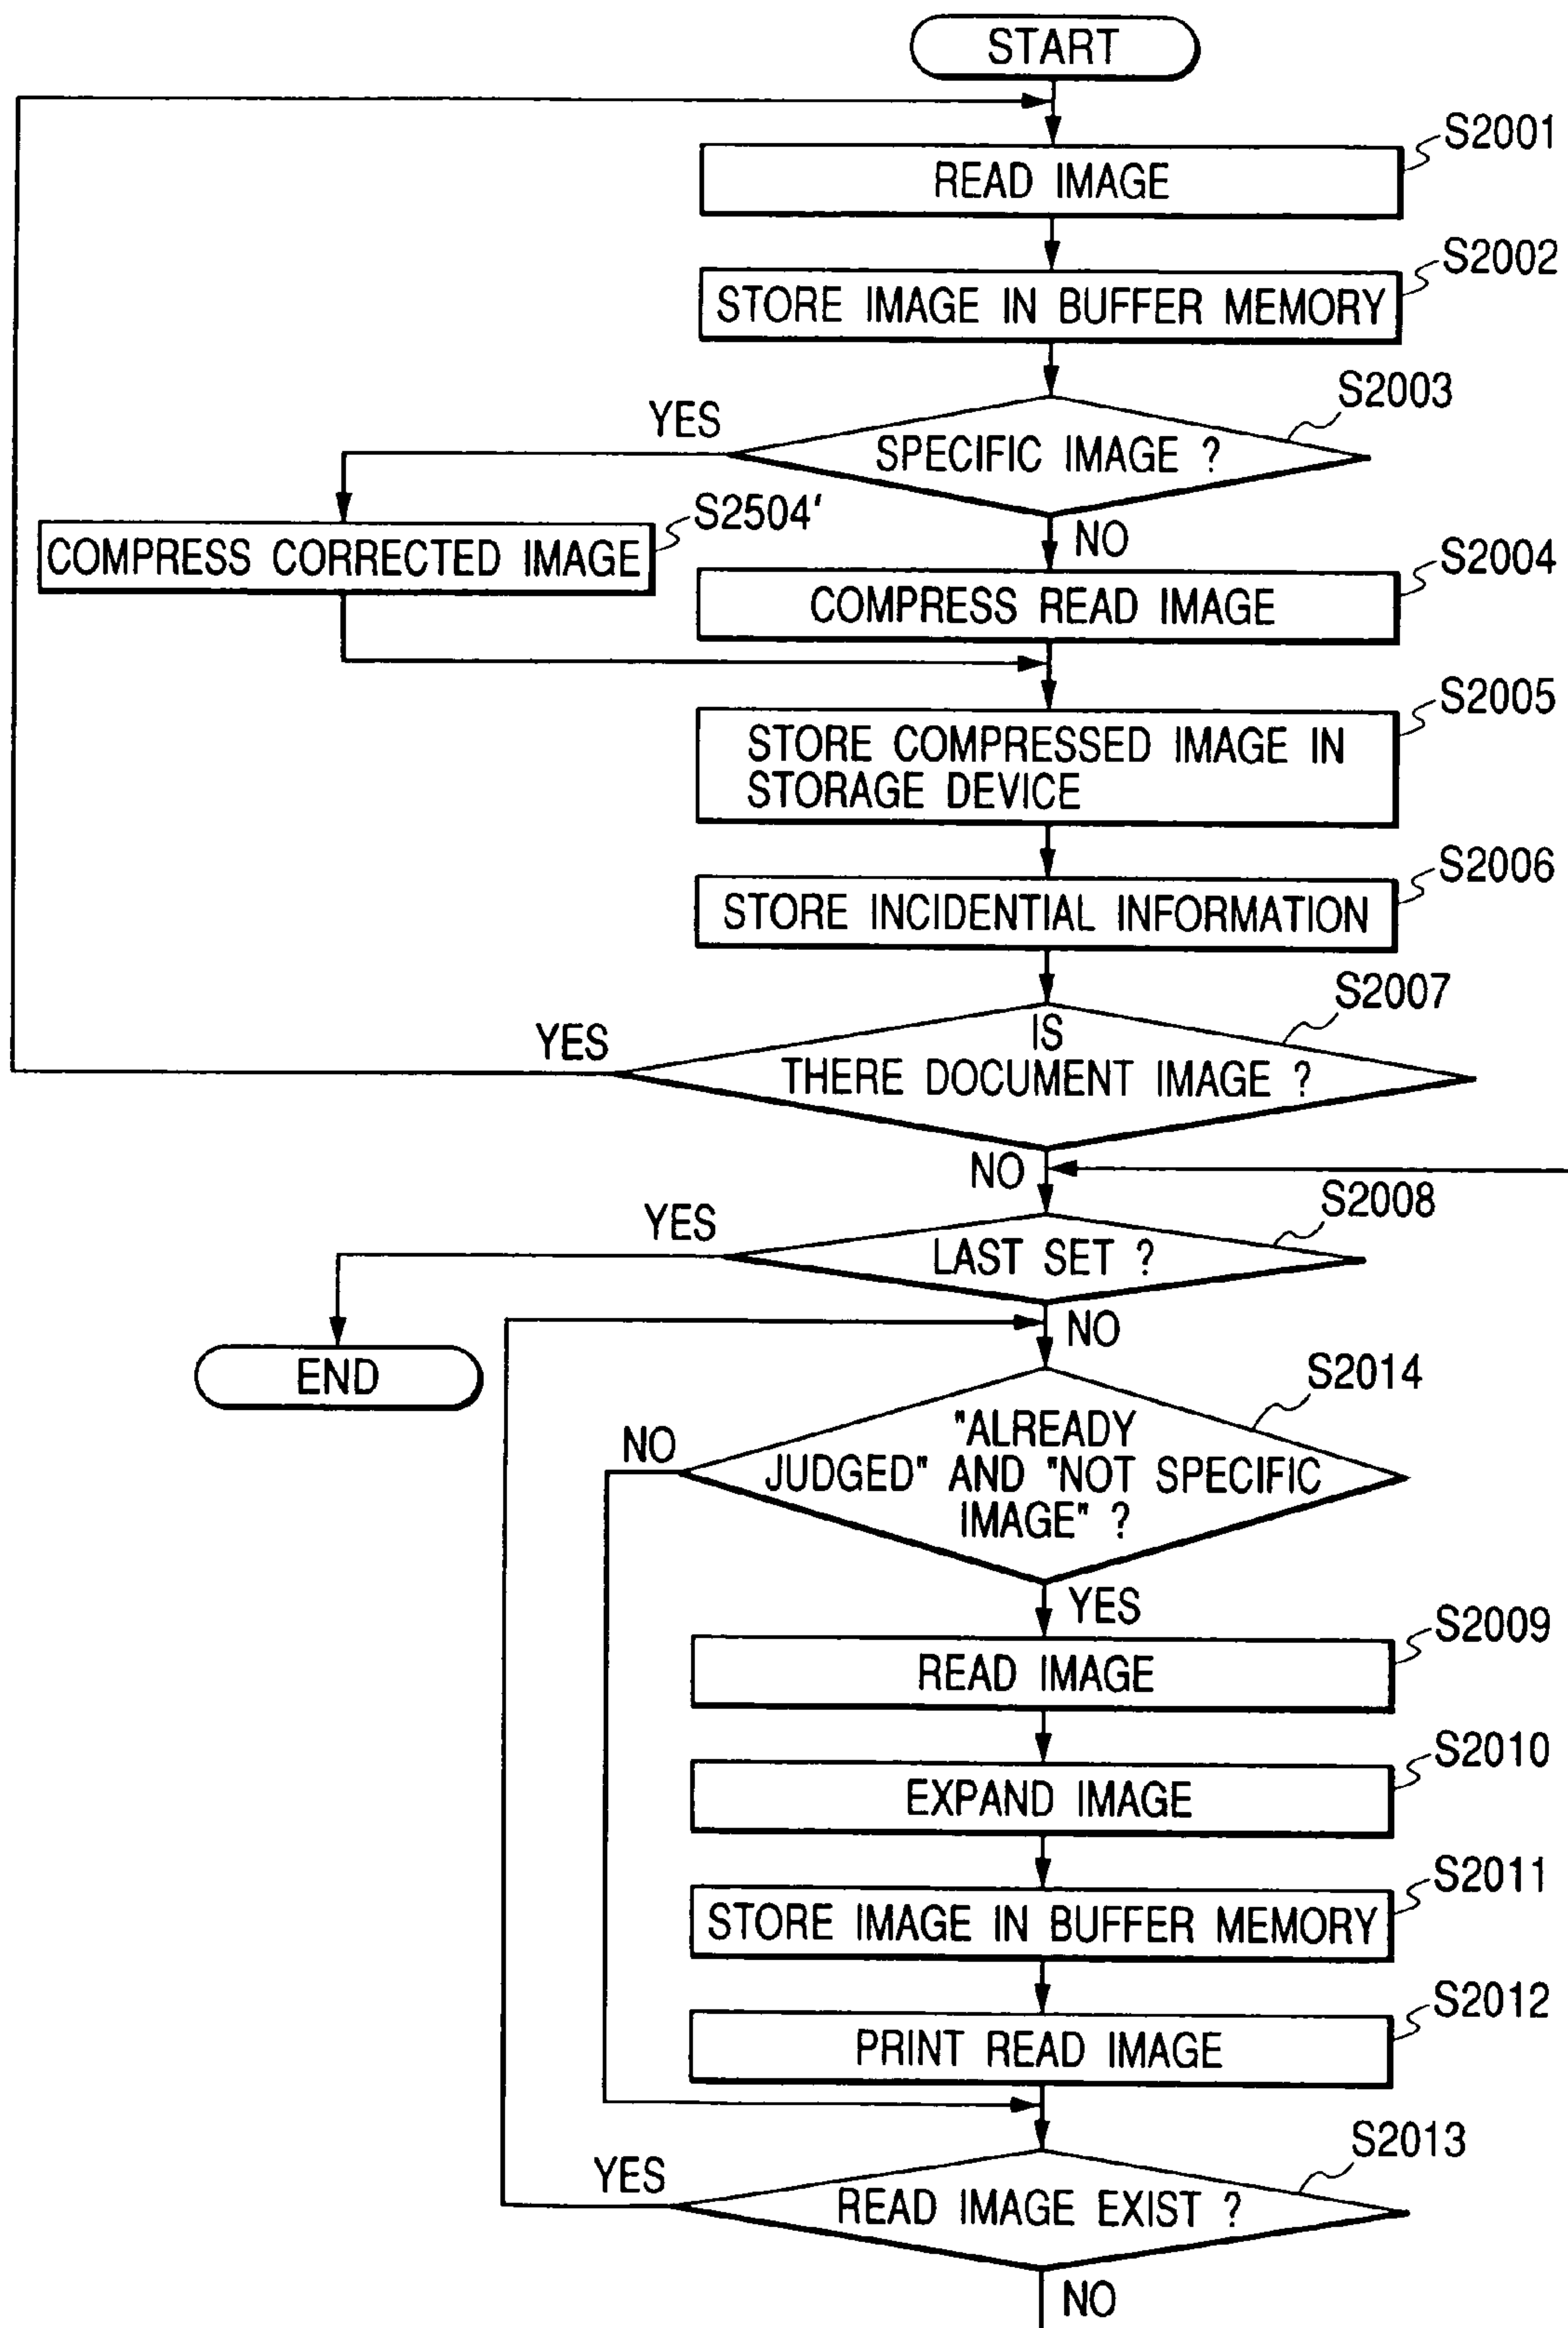 START
S2001
READ IMAGE
S2002
STORE IMAGE IN BUFFER MEMORY
S2003
YES
SPECIFIC IMAGE ?
S2504'
NO
COMPRESS CORRECTED IMAGE
S2004
COMPRESS READ IMAGE
S2005
STORE COMPRESSED IMAGE IN
STORAGE DEVICE
S2006
STORE INCIDENTIAL INFORMATION
S2007
YES
IS
THERE DOCUMENT IMAGE ?
NO
S2008
YES
LAST SET ?
NO
END
S2014
NO
"ALREADY
JUDGED" AND "NOT SPECIFIC
IMAGE" ?
YES
S2009
READ IMAGE
S2010
EXPAND IMAGE
S2011
STORE IMAGE IN BUFFER MEMORY
S2012
PRINT READ IMAGE
S2013
YES
READ IMAGE EXIST ?
NO